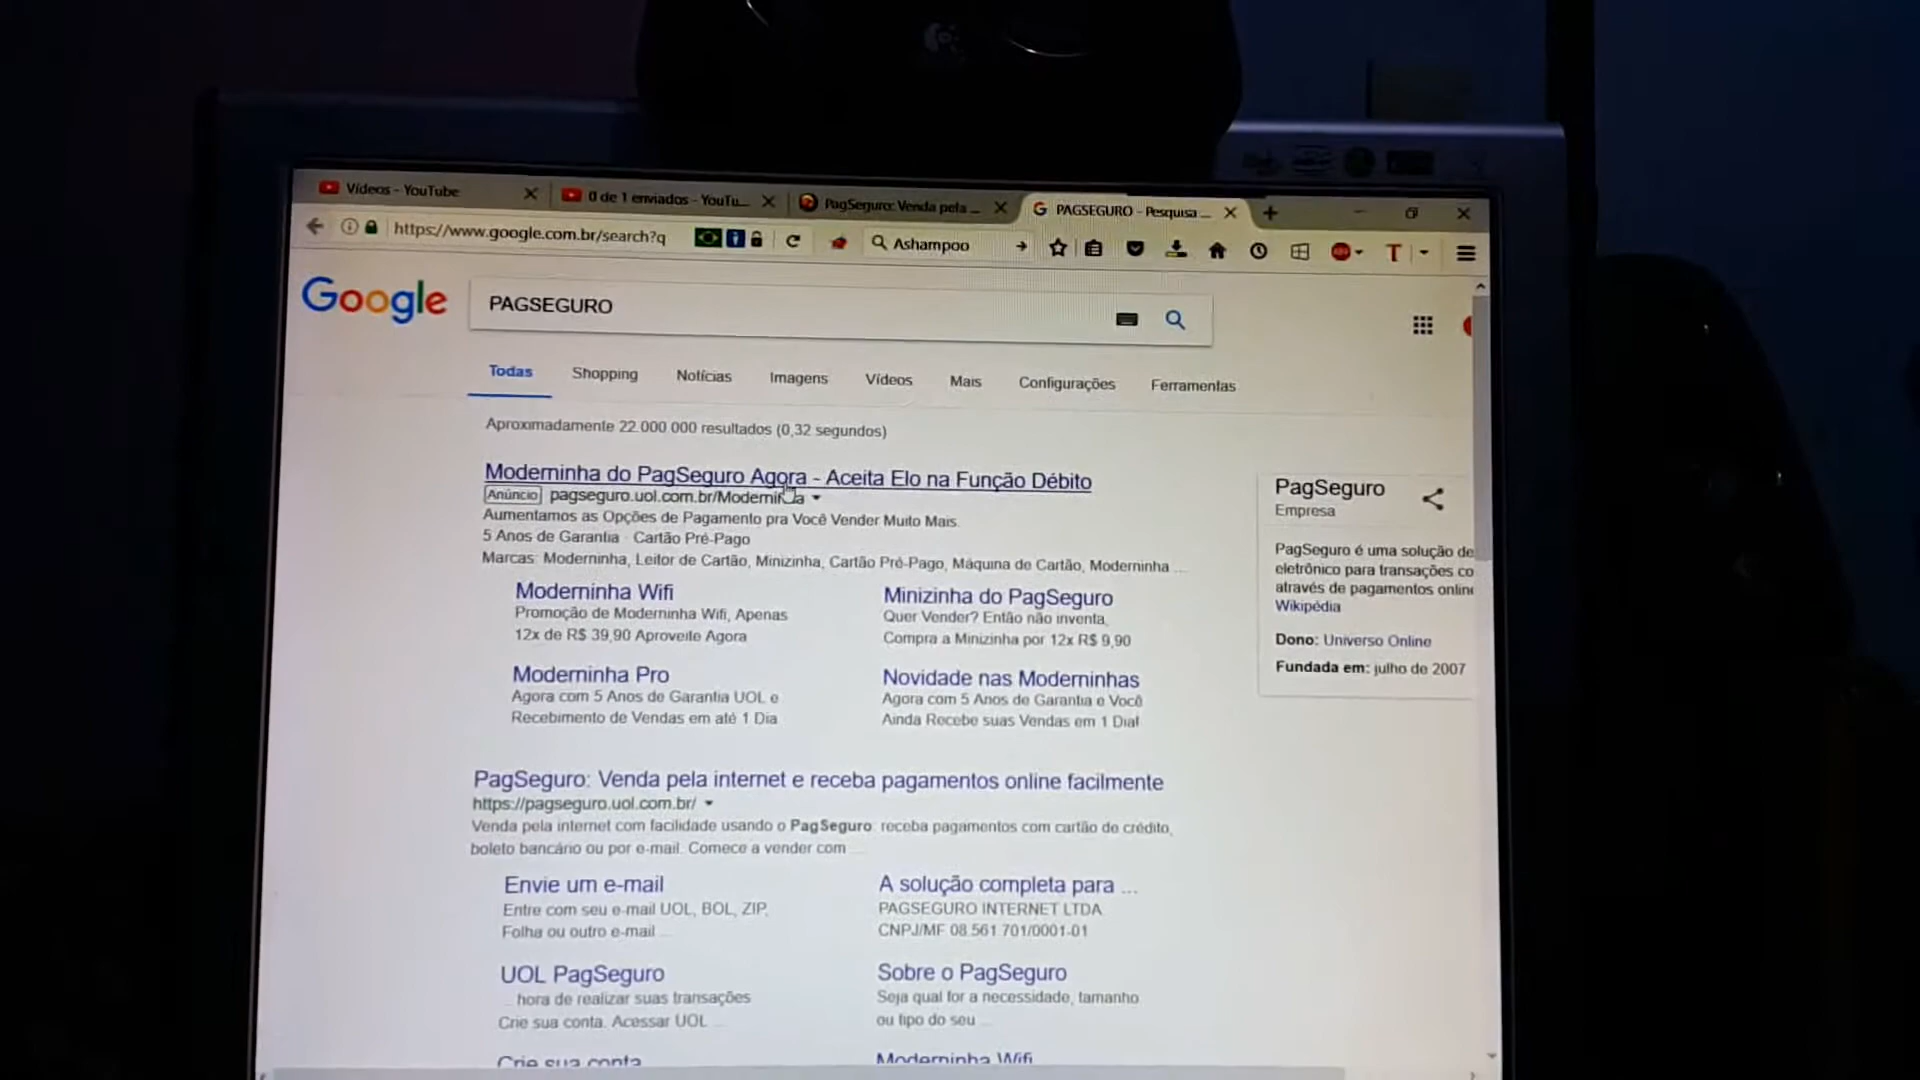 Vídeos - YouTube
0 de 1 enviados - YouTu...
PagSeguro: Venda pela ...
PAGSEGURO - Pesquisa ...
https://www.google.com.br/search?q
Ashampoo
Google
PAGSEGURO
Todas
Shopping
Notícias
Imagens
Vídeos
Mais
Configurações
Ferramentas
Aproximadamente 22.000.000 resultados (0,32 segundos)
Moderninha do PagSeguro Agora - Aceita Elo na Função Débito
Anúncio pagseguro.uol.com.br/Moderninha
Aumentamos as Opções de Pagamento pra Você Vender Muito Mais.
5 Anos de Garantia · Cartão Pré-Pago
Marcas: Moderninha, Leitor de Cartão, Minizinha, Cartão Pré-Pago, Máquina de Cartão, Moderninha ...
Moderninha Wifi
Promoção de Moderninha Wifi, Apenas
12x de R$ 39,90 Aproveite Agora
Minizinha do PagSeguro
Quer Vender? Então não inventa,
Compra a Minizinha por 12x R$ 9,90
Moderninha Pro
Agora com 5 Anos de Garantia UOL e
Recebimento de Vendas em até 1 Dia
Novidade nas Moderninhas
Agora com 5 Anos de Garantia e Você
Ainda Recebe suas Vendas em 1 Dia!
PagSeguro: Venda pela internet e receba pagamentos online facilmente
https://pagseguro.uol.com.br/
Venda pela internet com facilidade usando o PagSeguro: receba pagamentos com cartão de crédito,
boleto bancário ou por e-mail. Comece a vender com ...
Envie um e-mail
Entre com seu e-mail UOL, BOL, ZIP,
Folha ou outro e-mail ...
A solução completa para ...
PAGSEGURO INTERNET LTDA
CNPJ/MF 08.561.701/0001-01
UOL PagSeguro
... hora de realizar suas transações
Crie sua conta. Acessar UOL ...
Sobre o PagSeguro
Seja qual for a necessidade, tamanho
ou tipo do seu ...
Crie sua conta
Moderninha Wifi
PagSeguro
Empresa
PagSeguro é uma solução de
eletrônico para transações co
através de pagamentos online
Wikipédia
Dono: Universo Online
Fundada em: julho de 2007